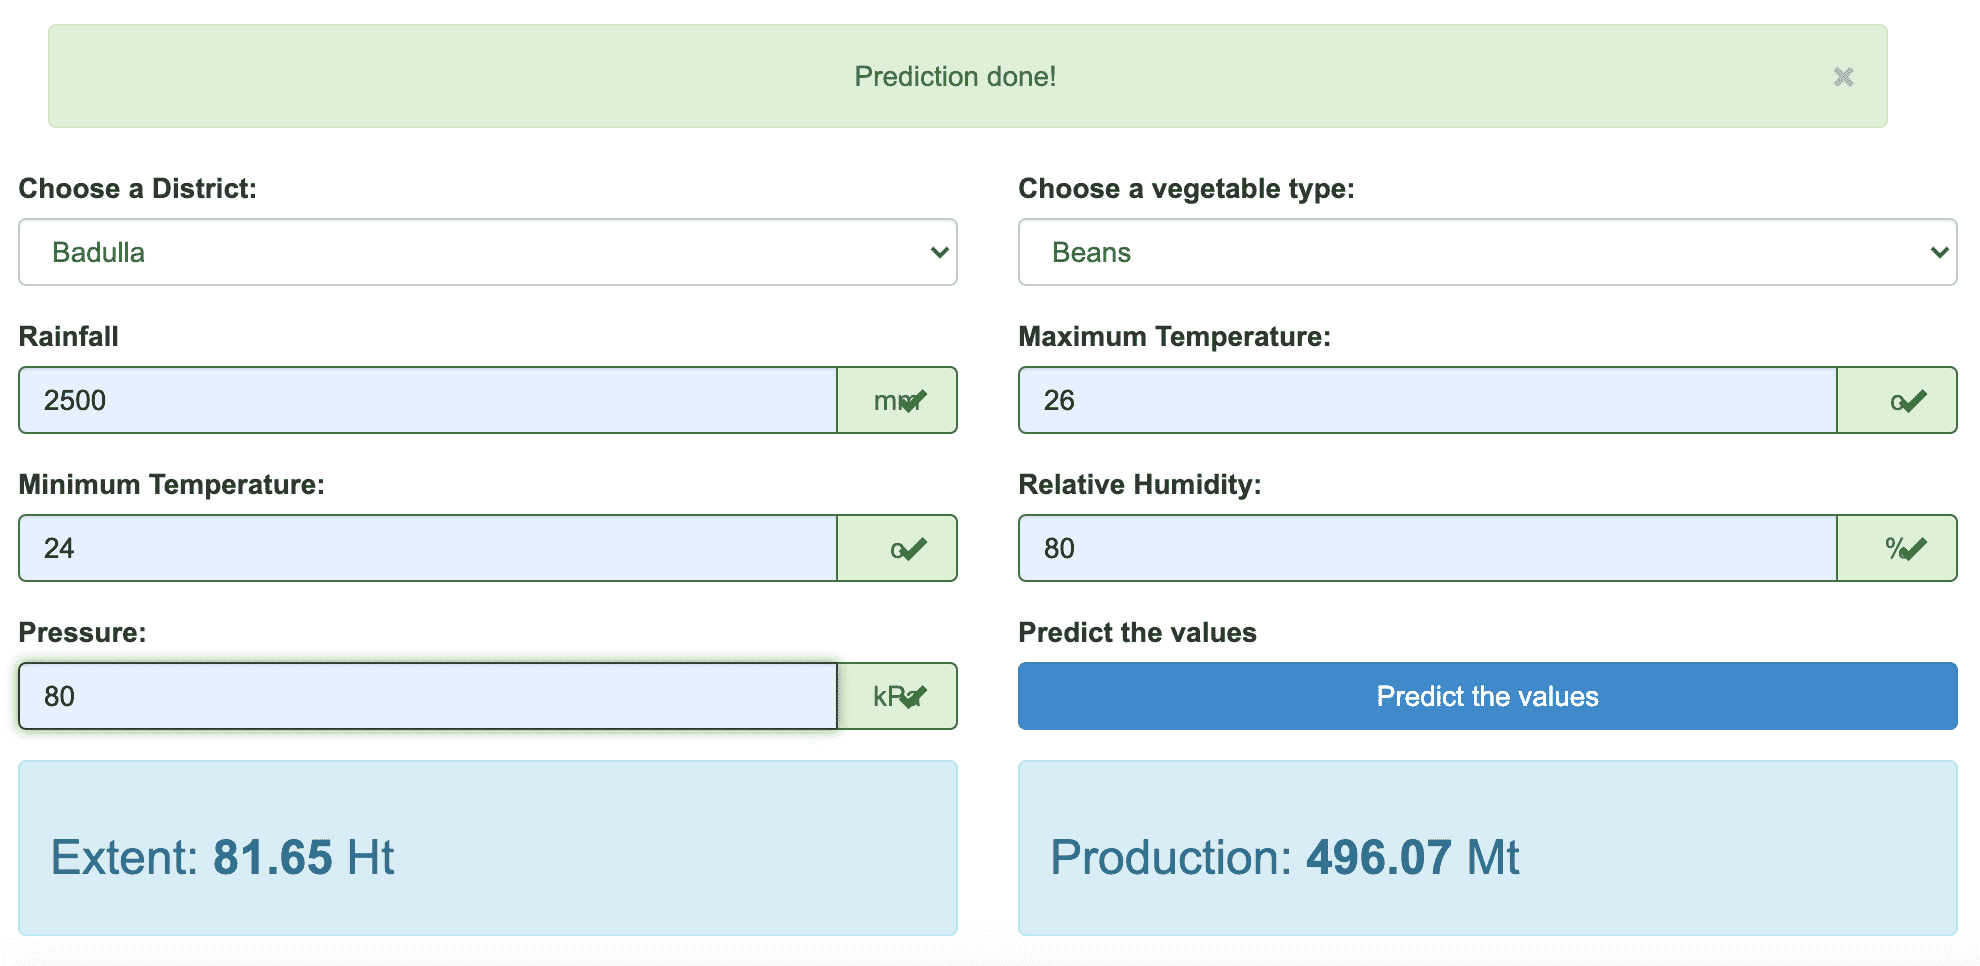 Prediction done!
×
Choose a District:
Choose a vegetable type:
Badulla
Beans
Rainfall
Maximum Temperature:
2500 mm
26
Minimum Temperature:
Relative Humidity:
24
80 %
Pressure:
Predict the values
80 kPa
Predict the values
Extent: 81.65 Ht
Production: 496.07 Mt